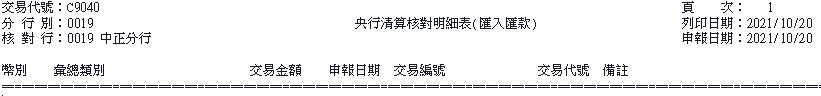 交易代號：C9040 頁 次： 1
分 行 別：0019 央行清算核對明細表(匯入匯款) 列印日期：2021/10/20
核 對 行：0019 中正分行 申報日期：2021/10/20
幣別 彙總類別 交易金額 申報日期 交易編號 交易代號 備註